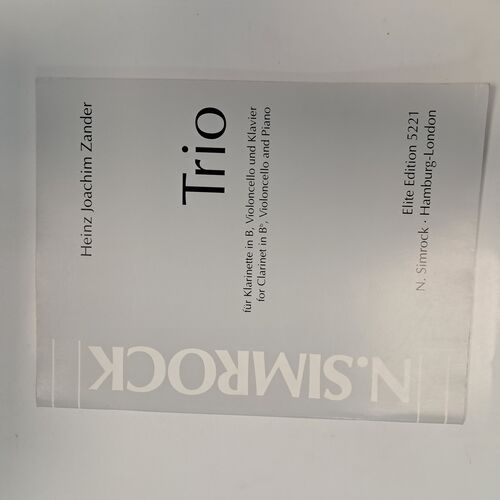 Heinz Joachim Zander
Trio
für Klarinette in B, Violoncello und Klavier
for Clarinet in B♭, Violoncello and Piano
Elite Edition 5221
N. Simrock · Hamburg-London
N.SIMROCK